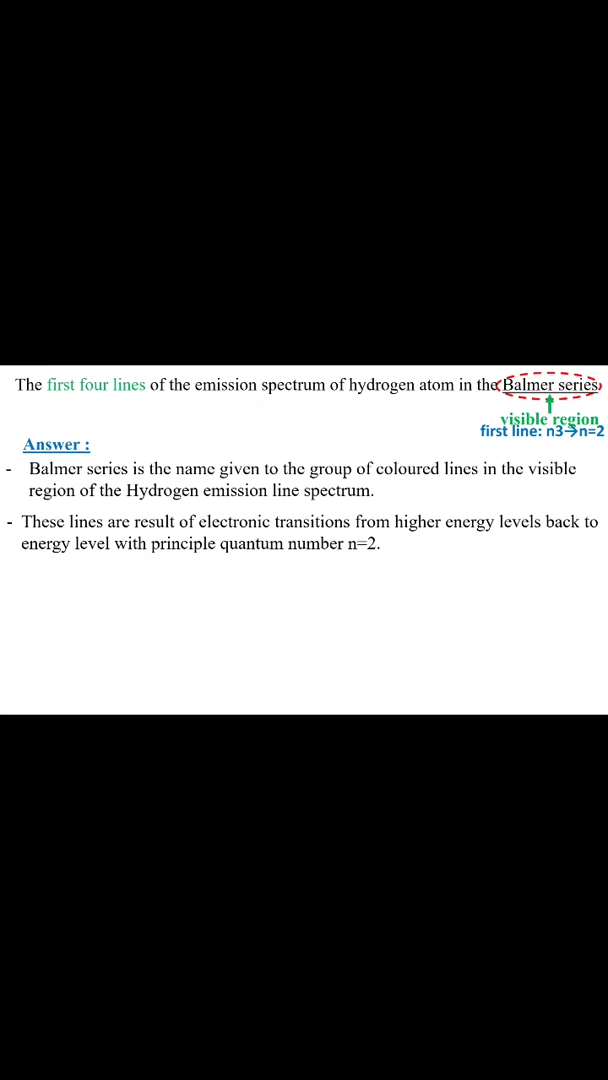 The first four lines of the emission spectrum of hydrogen atom in the Balmer series.
visible region
first line: n3→n=2
Answer :
- Balmer series is the name given to the group of coloured lines in the visible
region of the Hydrogen emission line spectrum.
- These lines are result of electronic transitions from higher energy levels back to
energy level with principle quantum number n=2.